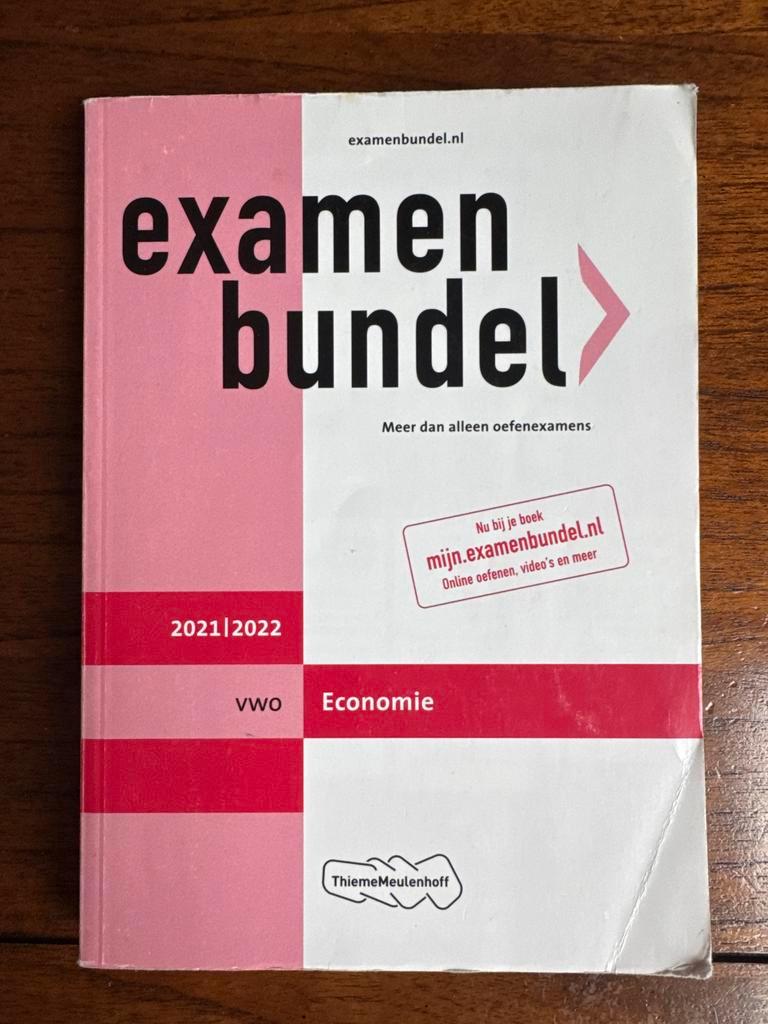 examenbundel.nl
examen
bundel
Meer dan alleen oefenexamens
Nu bij je boek
mijn.examenbundel.nl
Online oefenen, video's en meer
2021|2022
vwo
Economie
ThiemeMeulenhoff